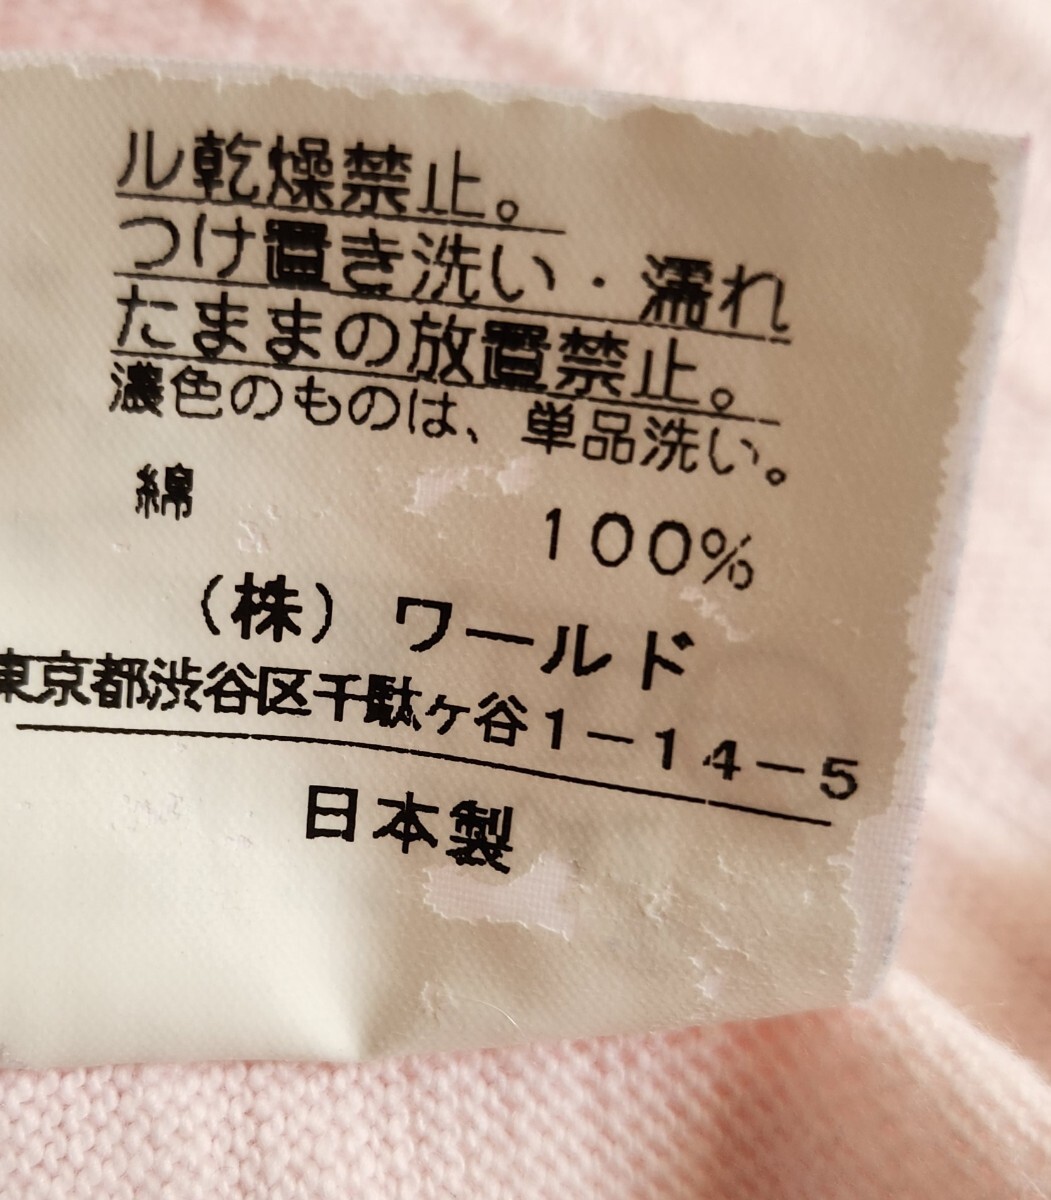 ル乾燥禁止。
つけ置き洗い・濡れ
たままの放置禁止。
濃色のものは、単品洗い。
綿 100%
(株) ワールド
東京都渋谷区千駄ヶ谷1-14-5
日本製